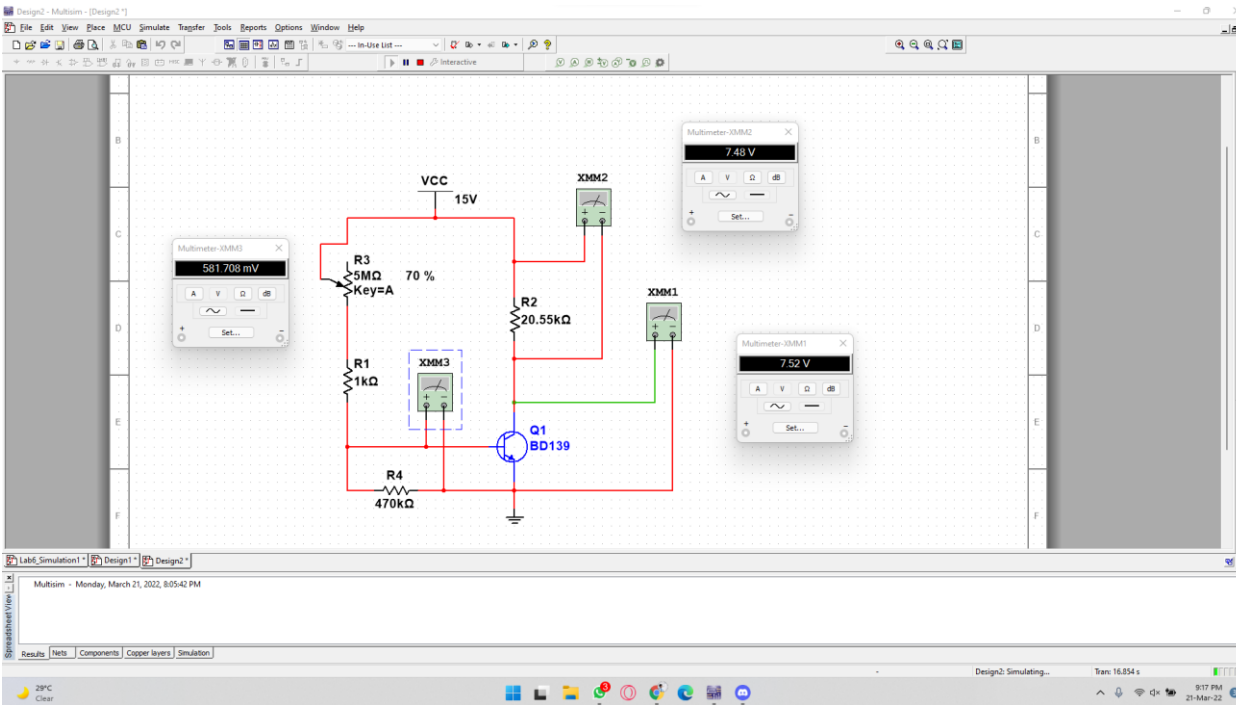 Design2 - Multisim - [Design2 *]
File Edit View Place MCU Simulate Transfer Tools Reports Options Window Help
--- In-Use List ---
Interactive
B
B
Multimeter-XMM2
7.48 V
A V Ω dB
Set...
+
-
VCC
15V
XMM2
C
C
Multimeter-XMM3
581.708 mV
A V Ω dB
Set...
+
-
R3
5MΩ 70 %
Key=A
XMM1
R2
20.55kΩ
D
D
Multimeter-XMM1
7.52 V
A V Ω dB
Set...
+
-
R1
1kΩ
XMM3
E
E
Q1
BD139
R4
470kΩ
F
F
Lab6_Simulation1 * Design1 * Design2 *
Multisim - Monday, March 21, 2022, 8:05:42 PM
Spreadsheet View
Results Nets Components Copper layers Simulation
- Design2: Simulating... Tran: 16.854 s
29°C
Clear
3
9:17 PM
21-Mar-22